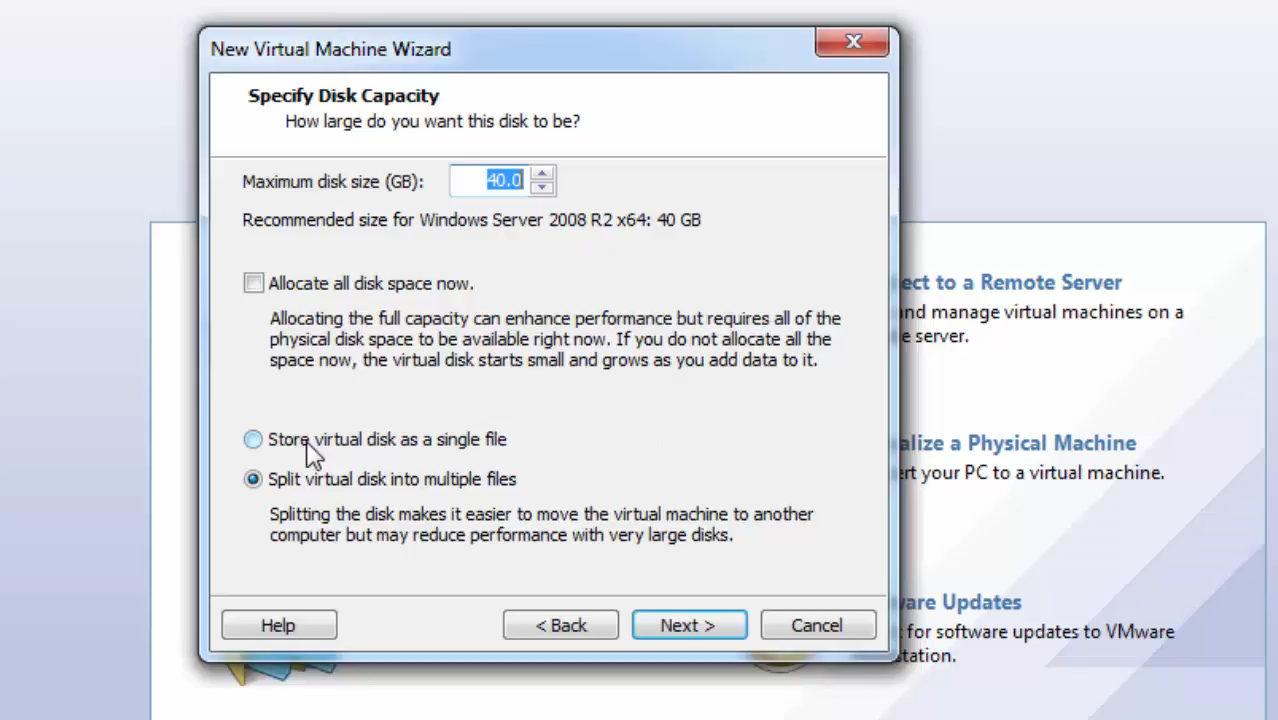 New Virtual Machine Wizard
Specify Disk Capacity
How large do you want this disk to be?
Maximum disk size (GB):
40.0
Recommended size for Windows Server 2008 R2 x64: 40 GB
Allocate all disk space now.
Allocating the full capacity can enhance performance but requires all of the
physical disk space to be available right now. If you do not allocate all the
space now, the virtual disk starts small and grows as you add data to it.
Store virtual disk as a single file
Split virtual disk into multiple files
Splitting the disk makes it easier to move the virtual machine to another
computer but may reduce performance with very large disks.
Help
< Back
Next >
Cancel
to a Remote Server
and manage virtual machines on a
server.
a Physical Machine
your PC to a virtual machine.
Updates
for software updates to VMware